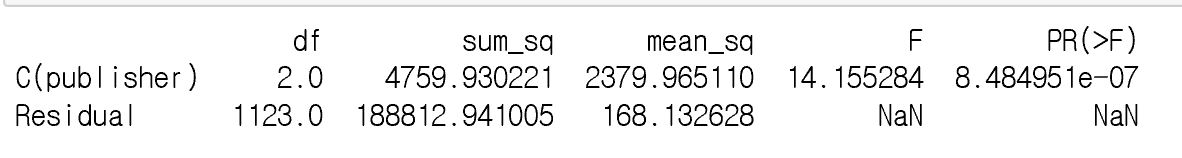 df sum_sq mean_sq F PR(>F)
C(publisher) 2.0 4759.930221 2379.965110 14.155284 8.484951e-07
Residual 1123.0 188812.941005 168.132628 NaN NaN